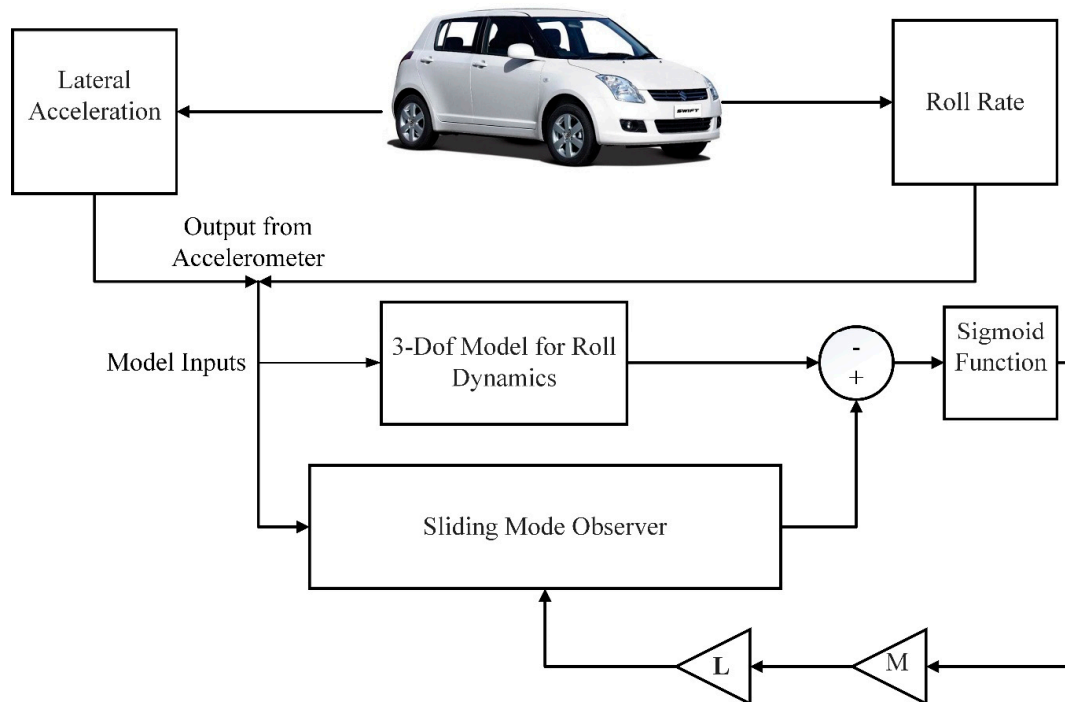 Lateral
Acceleration
SWIFT
Roll Rate
Output from
Accelerometer
Model Inputs
3-Dof Model for Roll
Dynamics
-
+
Sigmoid
Function
Sliding Mode Observer
L
M